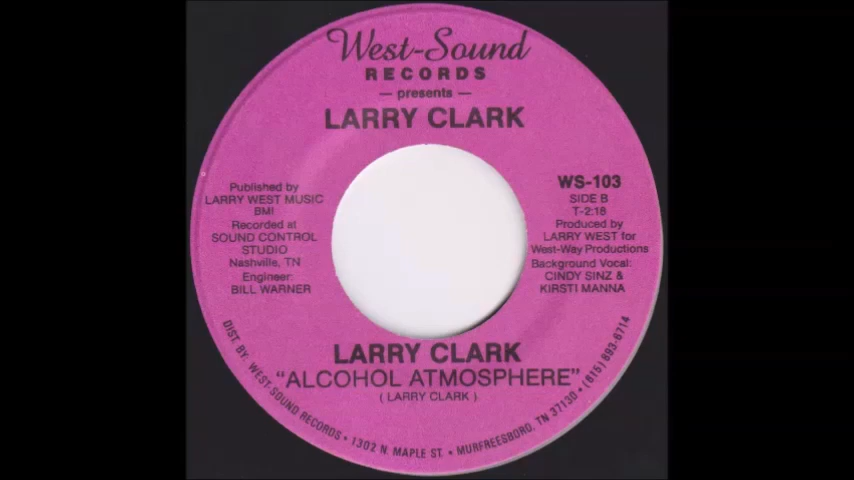 West-Sound
RECORDS
— presents —
LARRY CLARK
Published by
LARRY WEST MUSIC
BMI
Recorded at
SOUND CONTROL
STUDIO
Nashville, TN
Engineer:
BILL WARNER
WS-103
SIDE B
T-2:18
Produced by
LARRY WEST for
West-Way Productions
Background Vocal:
CINDY SINZ &
KIRSTI MANNA
LARRY CLARK
"ALCOHOL ATMOSPHERE"
( LARRY CLARK )
DIST. BY: WEST-SOUND RECORDS • 1302 N. MAPLE ST. • MURFREESBORO, TN 37130 • (615) 893-6714